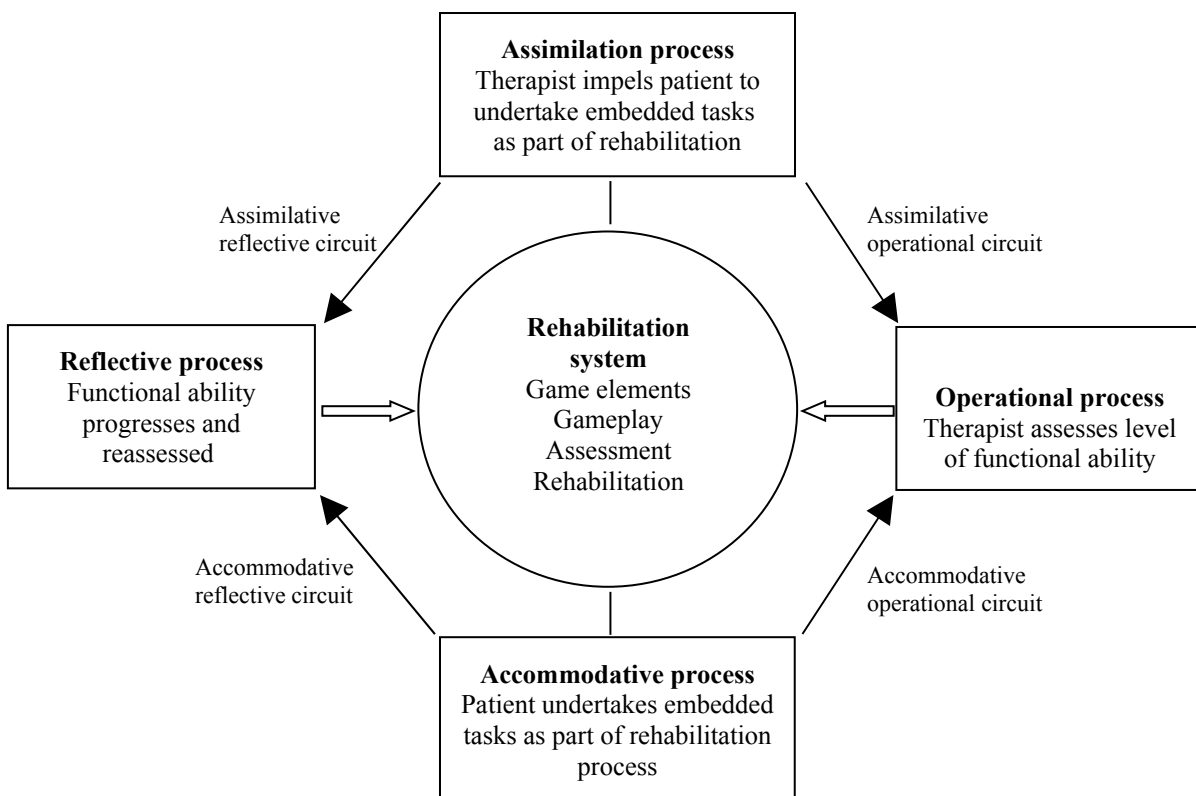 Assimilation process
Therapist impels patient to
undertake embedded tasks
as part of rehabilitation
Assimilative
reflective circuit
Assimilative
operational circuit
Reflective process
Functional ability
progresses and
reassessed
Rehabilitation
system
Game elements
Gameplay
Assessment
Rehabilitation
Operational process
Therapist assesses level
of functional ability
Accommodative
reflective circuit
Accommodative
operational circuit
Accommodative process
Patient undertakes embedded
tasks as part of rehabilitation
process